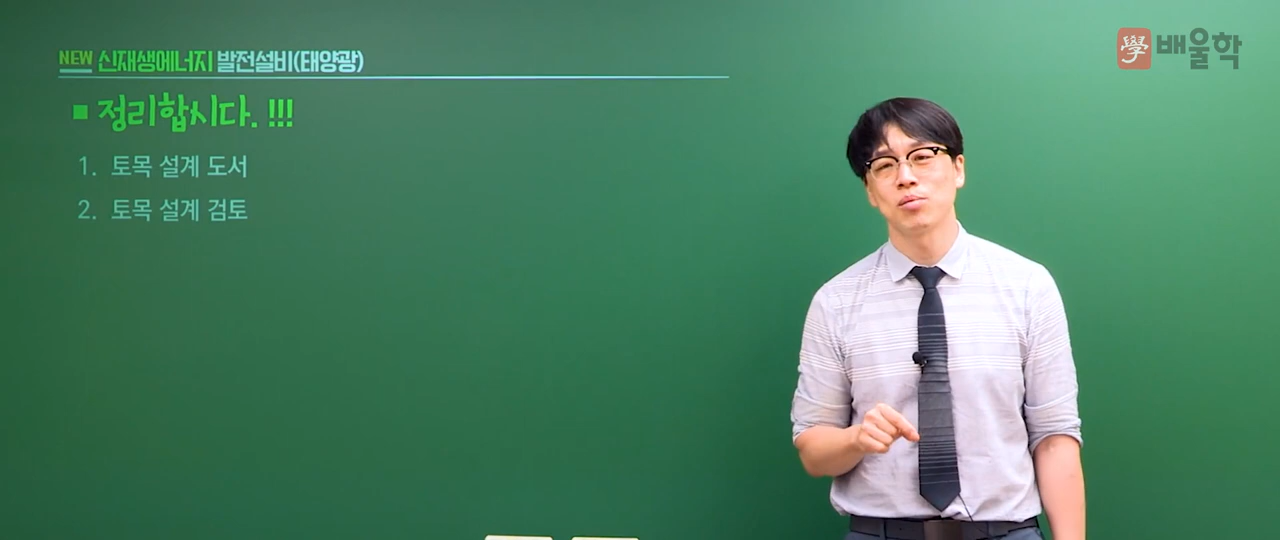 NEW 신재생에너지 발전설비(태양광)
學 배울학
■ 정리합시다. !!!
1. 토목 설계 도서
2. 토목 설계 검토